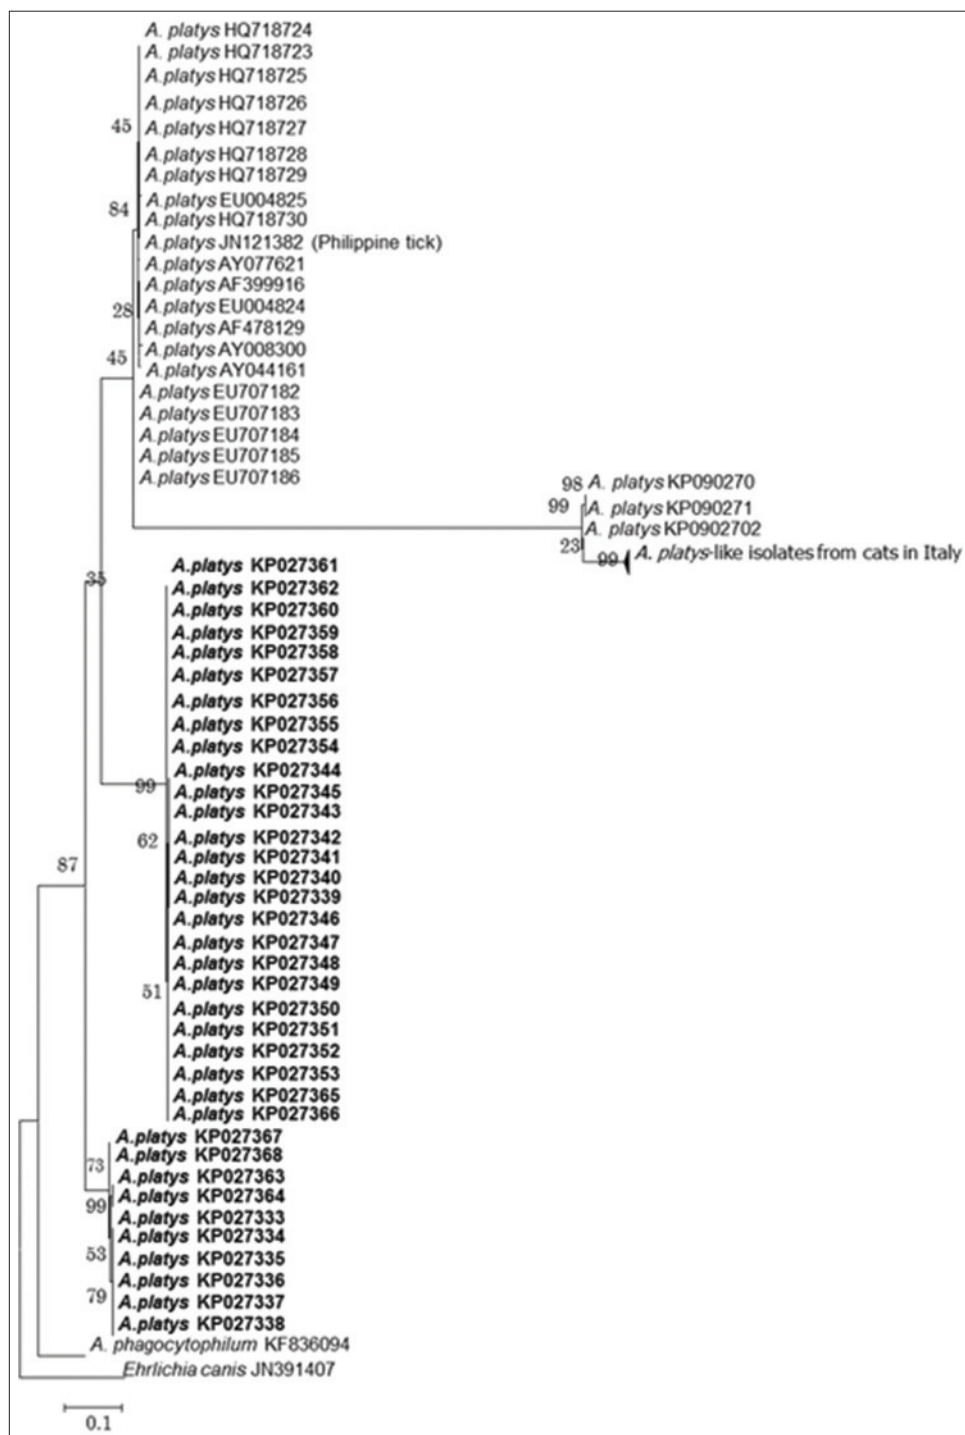 A. platys HQ718724
A. platys HQ718723
A.platys HQ718725
A.platys HQ718726
45
A.platys HQ718727
A.platys HQ718728
A.platys HQ718729
A.platys EU004825
84
A.platys HQ718730
A.platys JN121382 (Philippine tick)
A.platys AY077621
A.platys AF399916
A.platys EU004824
28
A.platys AF478129
A.platys AY008300
45
A.platys AY044161
A.platys EU707182
A.platys EU707183
A.platys EU707184
A.platys EU707185
A.platys EU707186
98 A. platys KP090270
99 A. platys KP090271
A. platys KP0902702
23
99 A. platys-like isolates from cats in Italy
A.platys KP027361
35
A.platys KP027362
A.platys KP027360
A.platys KP027359
A.platys KP027358
A.platys KP027357
A.platys KP027356
A.platys KP027355
A.platys KP027354
A.platys KP027344
99
A.platys KP027345
A.platys KP027343
A.platys KP027342
62
A.platys KP027341
87
A.platys KP027340
A.platys KP027339
A.platys KP027346
A.platys KP027347
A.platys KP027348
A.platys KP027349
51
A.platys KP027350
A.platys KP027351
A.platys KP027352
A.platys KP027353
A.platys KP027365
A.platys KP027366
A.platys KP027367
A.platys KP027368
73
A.platys KP027363
A.platys KP027364
99
A.platys KP027333
A.platys KP027334
53
A.platys KP027335
A.platys KP027336
79
A.platys KP027337
A.platys KP027338
A. phagocytophilum KF836094
Ehrlichia canis JN391407
0.1